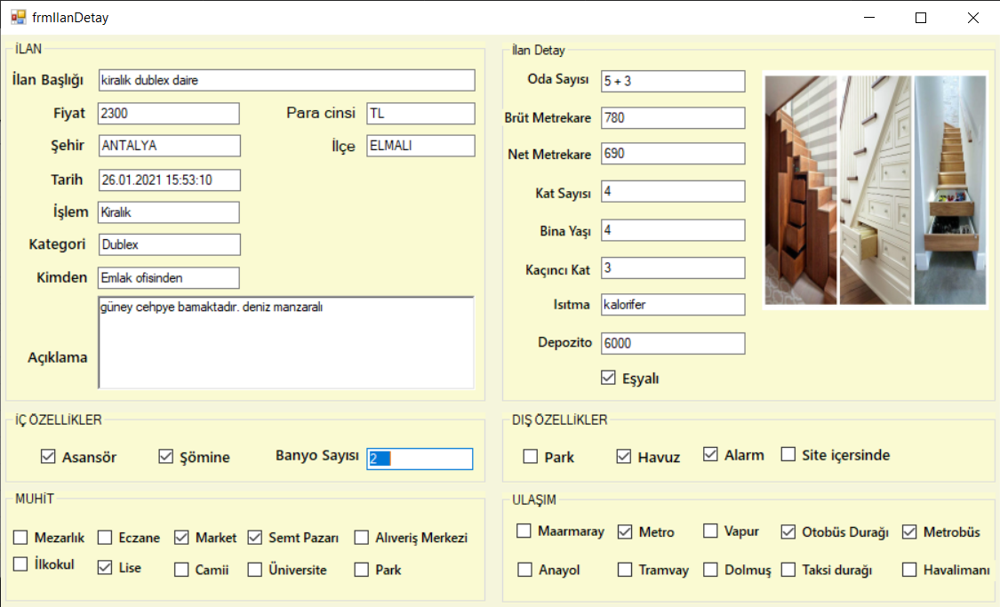 frmIlanDetay
İLAN
İlan Başlığı kiralık dublex daire
Fiyat 2300 Para cinsi TL
Şehir ANTALYA İlçe ELMALI
Tarih 26.01.2021 15:53:10
İşlem Kiralık
Kategori Dublex
Kimden Emlak ofisinden
Açıklama güney cehpye bamaktadır. deniz manzaralı
İlan Detay
Oda Sayısı 5 + 3
Brüt Metrekare 780
Net Metrekare 690
Kat Sayısı 4
Bina Yaşı 4
Kaçıncı Kat 3
Isıtma kalorifer
Depozito 6000
Eşyalı
İÇ ÖZELLİKLER
Asansör Şömine Banyo Sayısı 2
DIŞ ÖZELLİKLER
Park Havuz Alarm Site içersinde
MUHİT
Mezarlık Eczane Market Semt Pazarı Alıveriş Merkezi
İlkokul Lise Camii Üniversite Park
ULAŞIM
Maarmaray Metro Vapur Otobüs Durağı Metrobüs
Anayol Tramvay Dolmuş Taksi durağı Havalimanı